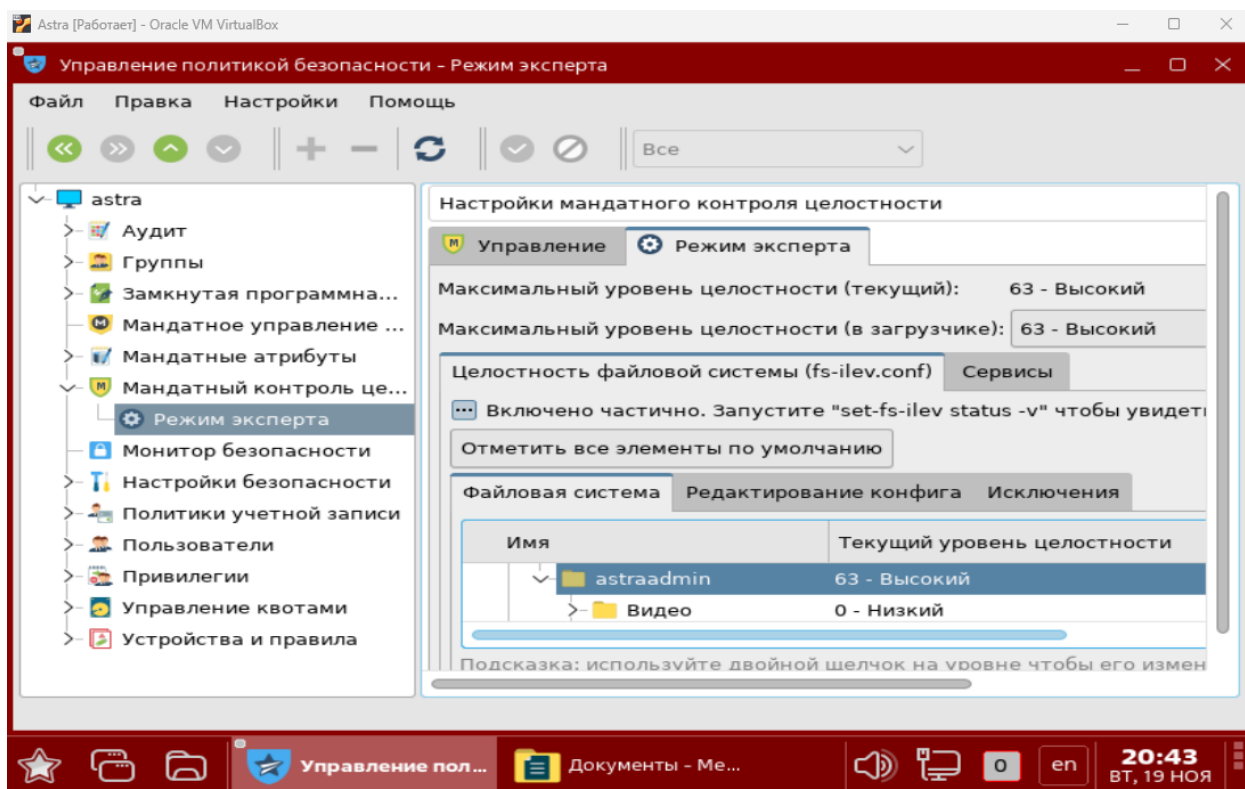 Astra [Работает] - Oracle VM VirtualBox
Управление политикой безопасности – Режим эксперта
Файл Правка Настройки Помощь
Все
astra
Аудит
Группы
Замкнутая программна...
Мандатное управление ...
Мандатные атрибуты
Мандатный контроль це...
Режим эксперта
Монитор безопасности
Настройки безопасности
Политики учетной записи
Пользователи
Привилегии
Управление квотами
Устройства и правила
Настройки мандатного контроля целостности
Управление Режим эксперта
Максимальный уровень целостности (текущий): 63 - Высокий
Максимальный уровень целостности (в загрузчике): 63 - Высокий
Целостность файловой системы (fs-ilev.conf) Сервисы
Включено частично. Запустите "set-fs-ilev status -v" чтобы увидеть
Отметить все элементы по умолчанию
Файловая система Редактирование конфига Исключения
Имя Текущий уровень целостности
astraadmin 63 - Высокий
Видео 0 - Низкий
Подсказка: используйте двойной щелчок на уровне чтобы его измен
Управление пол... Документы – Ме... 0 en 20:43
ВТ, 19 НОЯ